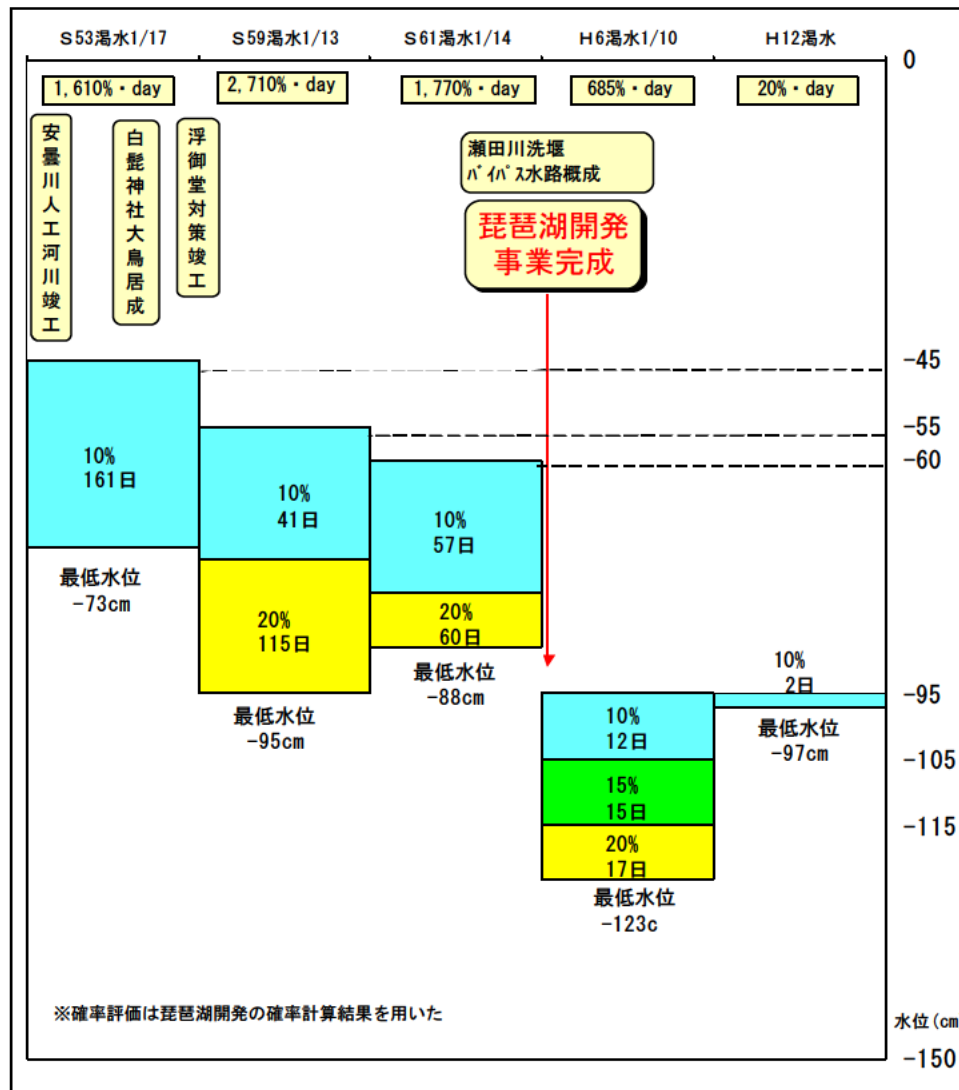 S53渇水1/17
S59渇水1/13
S61渇水1/14
H6渇水1/10
H12渇水
0
1,610%・day
2,710%・day
1,770%・day
685%・day
20%・day
安曇川人工河川竣工
白髭神社大鳥居成
浮御堂対策竣工
瀬田川洗堰
バイパス水路概成
琵琶湖開発
事業完成
-45
-55
-60
10%
161日
最低水位
-73cm
10%
41日
20%
115日
最低水位
-95cm
10%
57日
20%
60日
最低水位
-88cm
10%
12日
15%
15日
20%
17日
最低水位
-123c
10%
2日
最低水位
-97cm
-95
-105
-115
※確率評価は琵琶湖開発の確率計算結果を用いた
水位(cm
-150